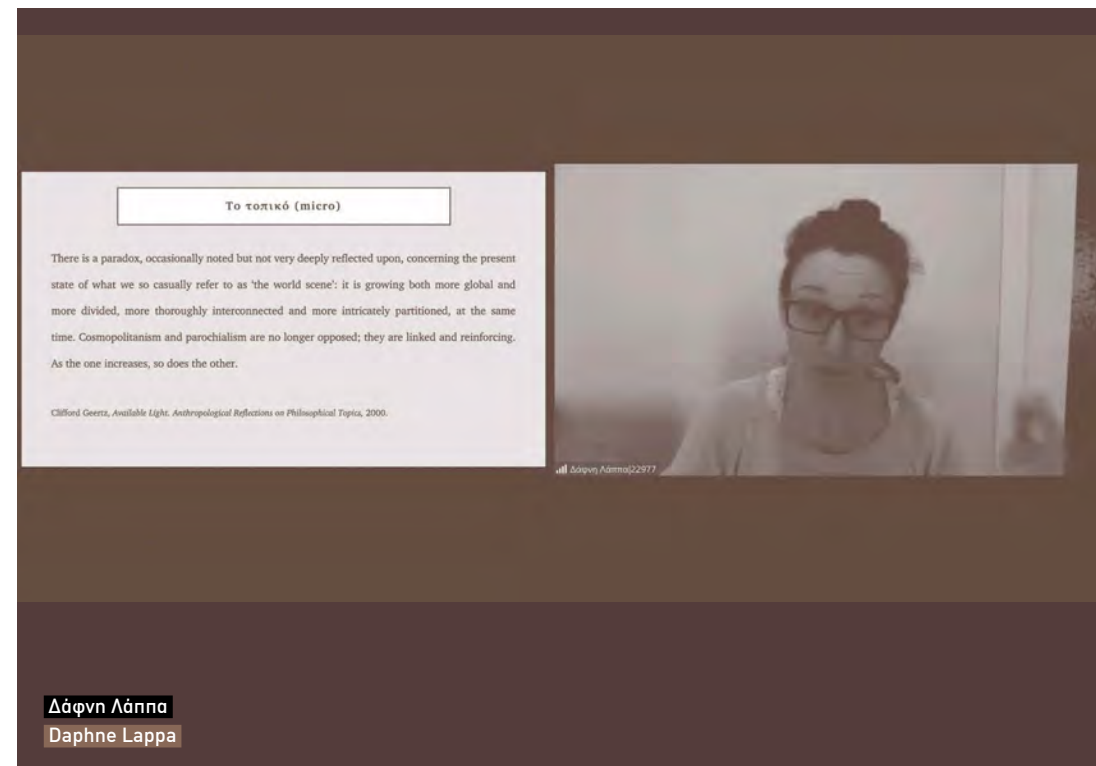 Το τοπικό (micro)
There is a paradox, occasionally noted but not very deeply reflected upon, concerning the present
state of what we so casually refer to as 'the world scene': it is growing both more global and
more divided, more thoroughly interconnected and more intricately partitioned, at the same
time. Cosmopolitanism and parochialism are no longer opposed; they are linked and reinforcing.
As the one increases, so does the other.
Clifford Geertz, Available Light. Anthropological Reflections on Philosophical Topics, 2000.
Δάφνη Λάππα|22977
Δάφνη Λάππα
Daphne Lappa